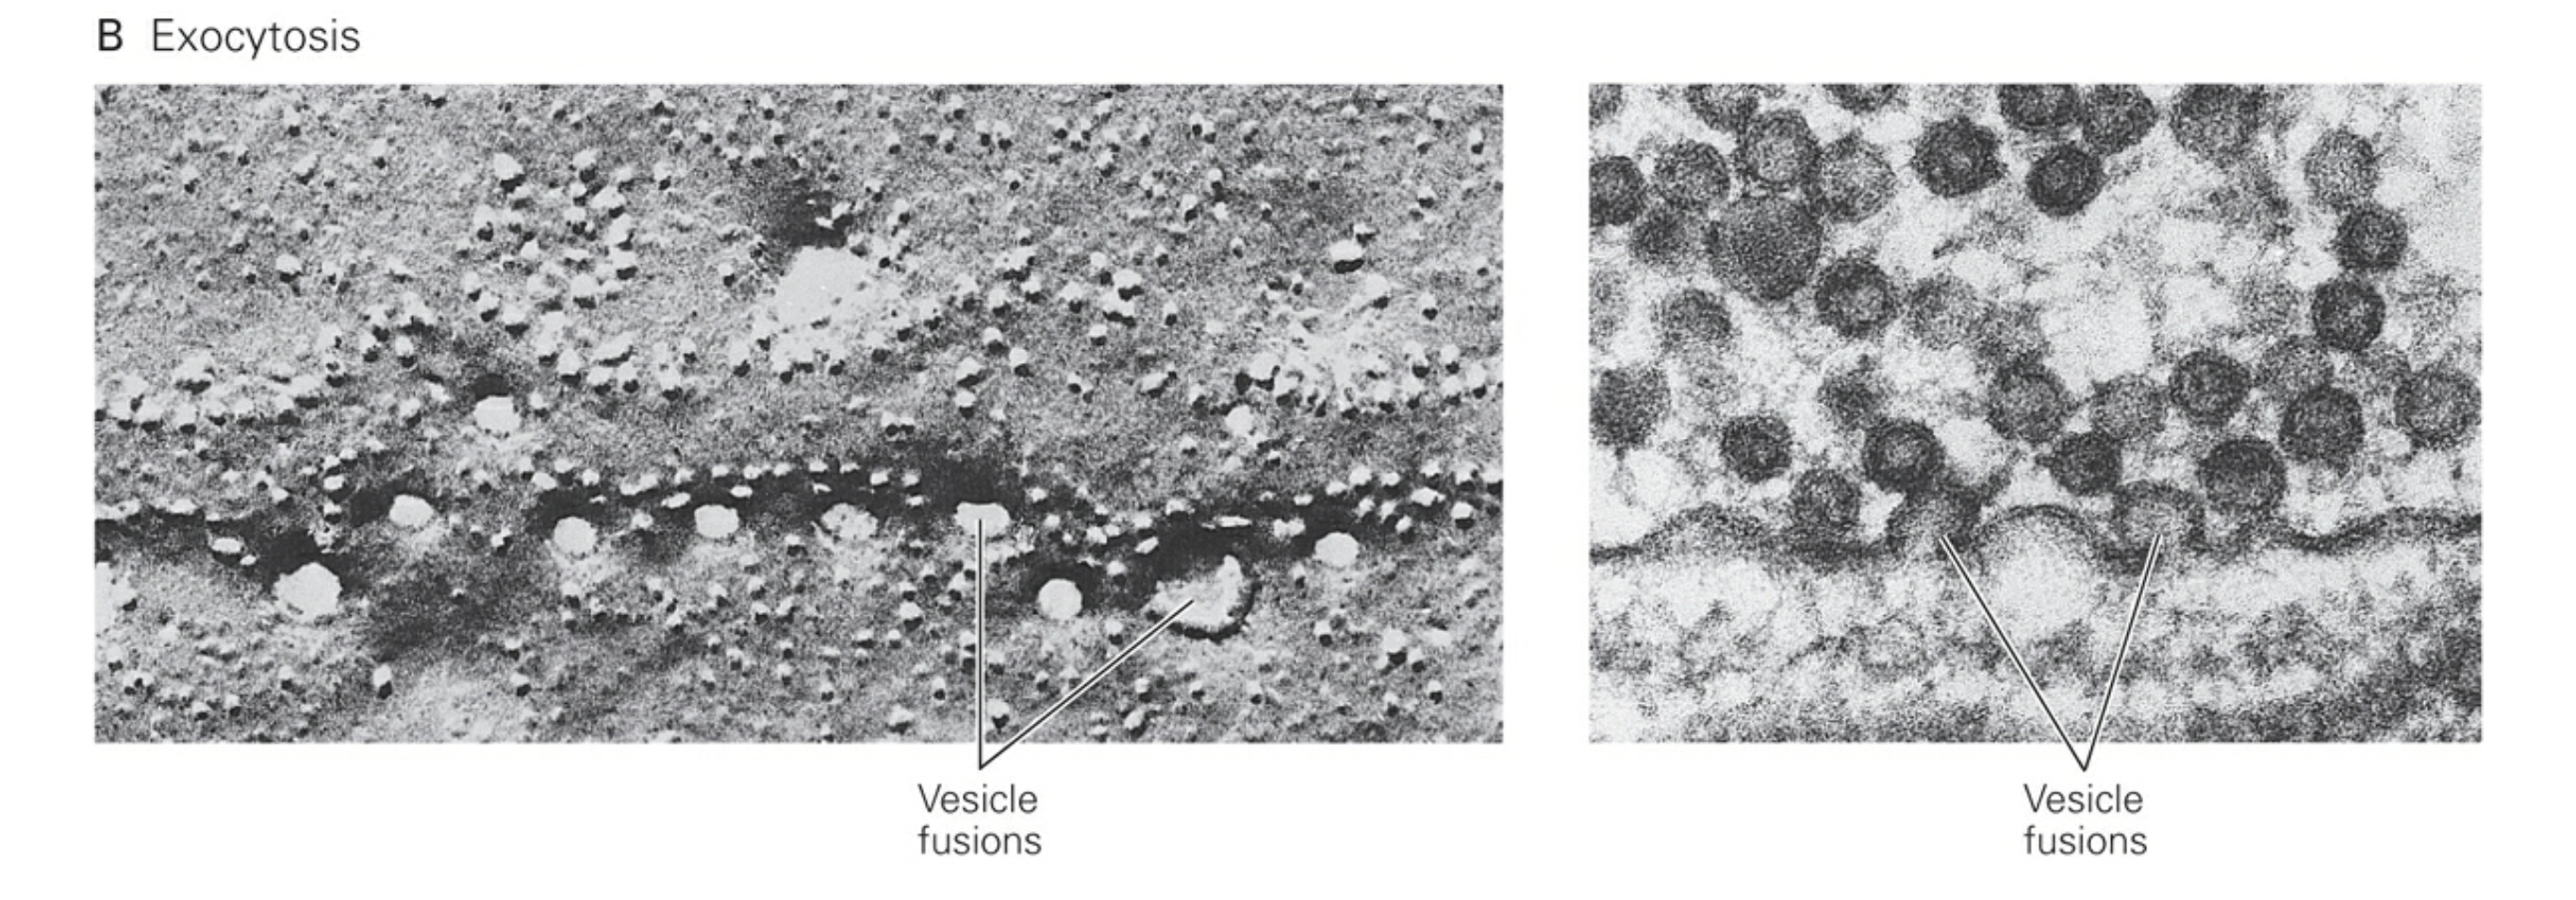 B Exocytosis
Vesicle
fusions
Vesicle
fusions